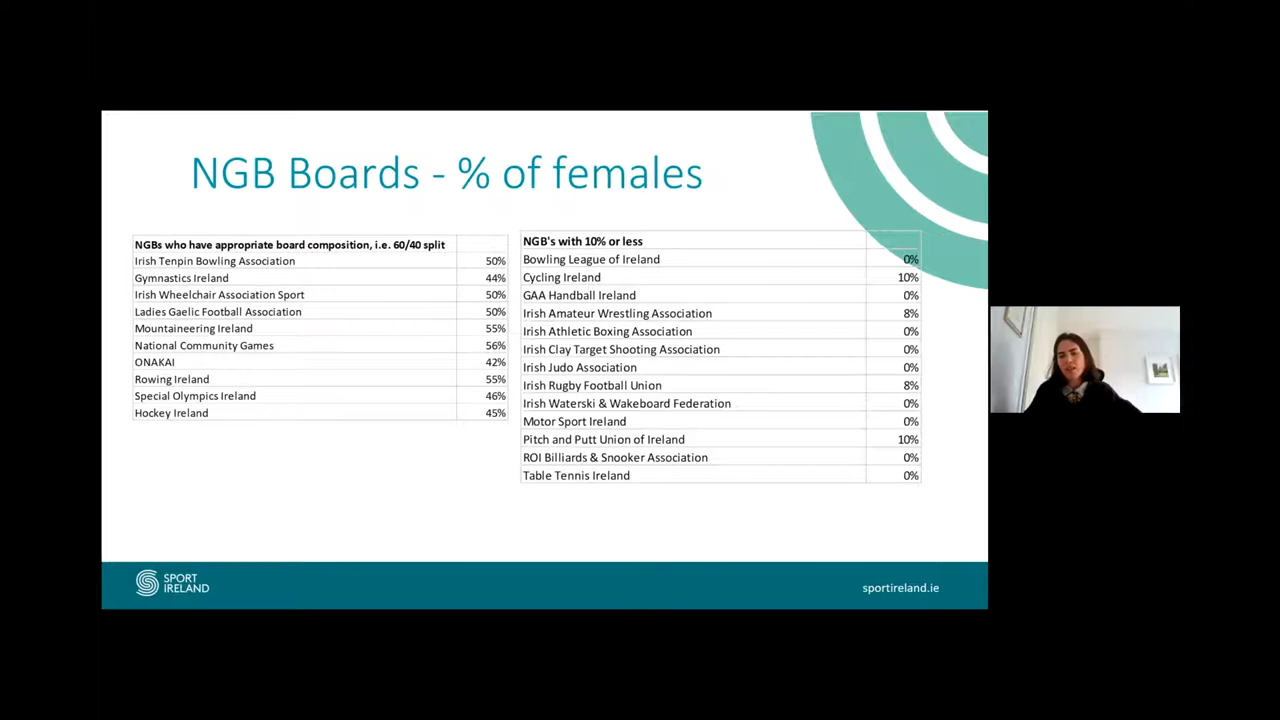 NGB Boards - % of females
NGBs who have appropriate board composition, i.e. 60/40 split
Irish Tenpin Bowling Association 50%
Gymnastics Ireland 44%
Irish Wheelchair Association Sport 50%
Ladies Gaelic Football Association 50%
Mountaineering Ireland 55%
National Community Games 56%
ONAKAI 42%
Rowing Ireland 55%
Special Olympics Ireland 46%
Hockey Ireland 45%
NGB's with 10% or less
Bowling League of Ireland 0%
Cycling Ireland 10%
GAA Handball Ireland 0%
Irish Amateur Wrestling Association 8%
Irish Athletic Boxing Association 0%
Irish Clay Target Shooting Association 0%
Irish Judo Association 0%
Irish Rugby Football Union 8%
Irish Waterski & Wakeboard Federation 0%
Motor Sport Ireland 0%
Pitch and Putt Union of Ireland 10%
ROI Billiards & Snooker Association 0%
Table Tennis Ireland 0%
SPORT
IRELAND
sportireland.ie